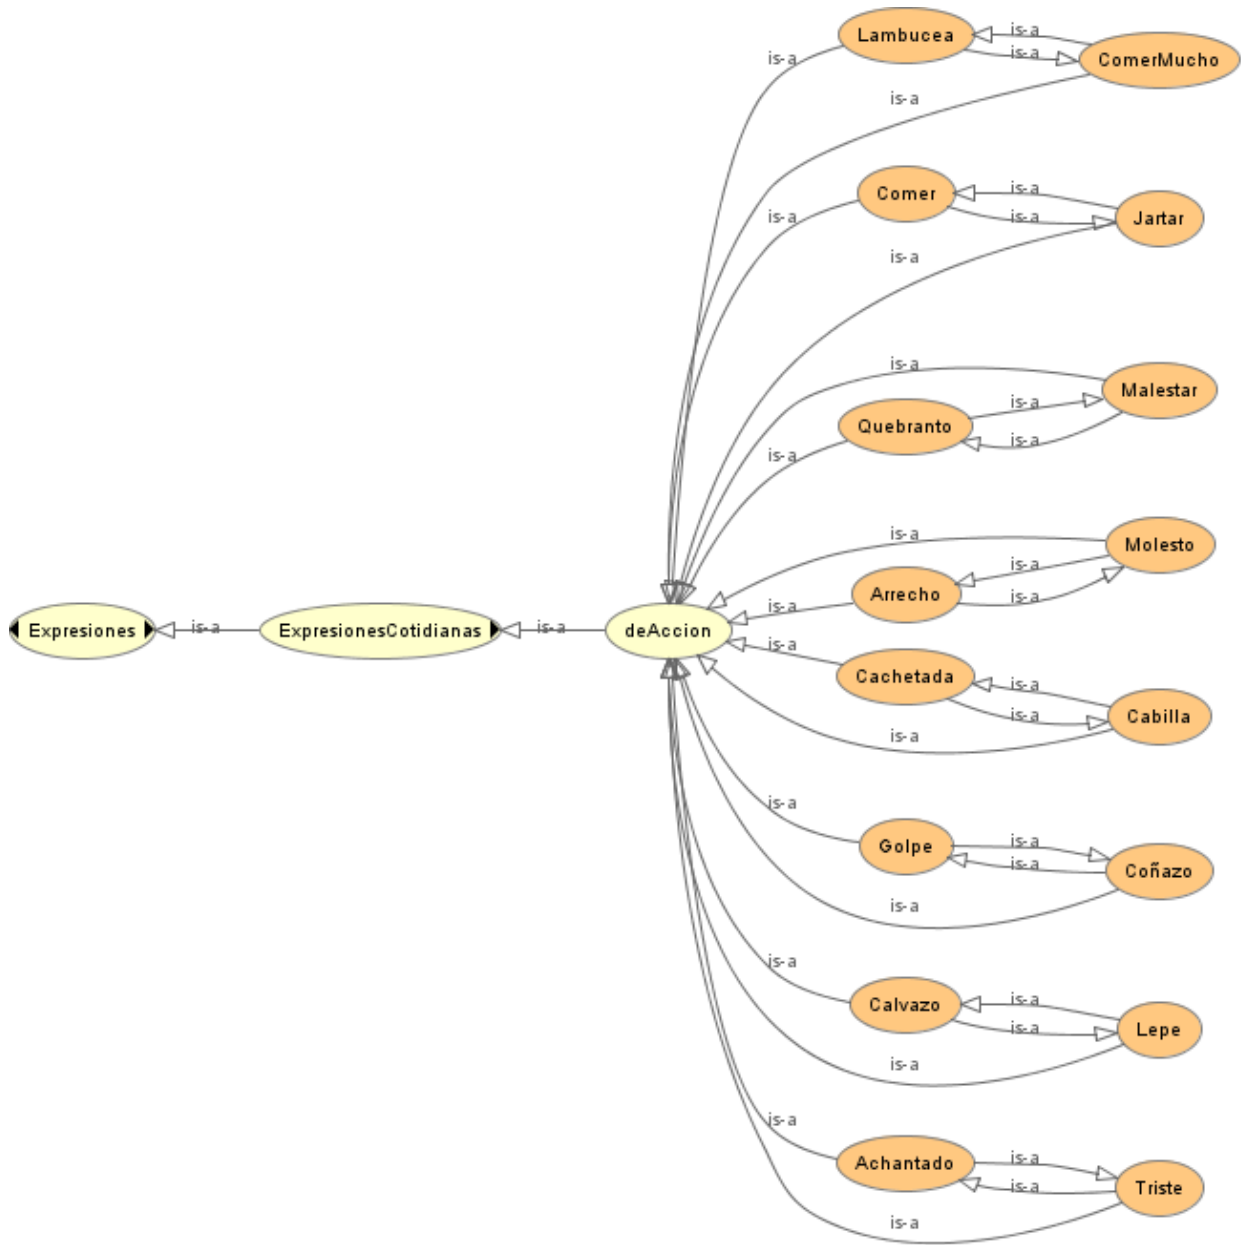 Lambucea
is-a
is-a
ComerMucho
is-a
is-a
Comer
is-a
is-a
Jartar
is-a
is-a
is-a
Malestar
is-a
Quebranto
is-a
is-a
is-a
Molesto
is-a
Arrecho
is-a
is-a
Expresiones
is-a
ExpresionesCotidianas
is-a
deAccion
is-a
Cachetada
is-a
is-a
Cabilla
is-a
is-a
Golpe
is-a
is-a
Coñazo
is-a
is-a
Calvazo
is-a
is-a
Lepe
is-a
is-a
Achantado
is-a
is-a
Triste
is-a